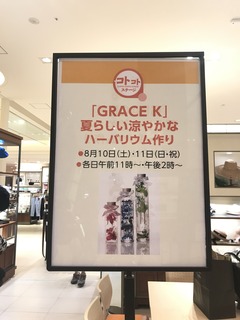 コトコト
ステージ
「GRACE K」
夏らしい涼やかな
ハーバリウム作り
●8月10日(土)・11日(日・祝)
●各日午前11時〜・午後2時〜